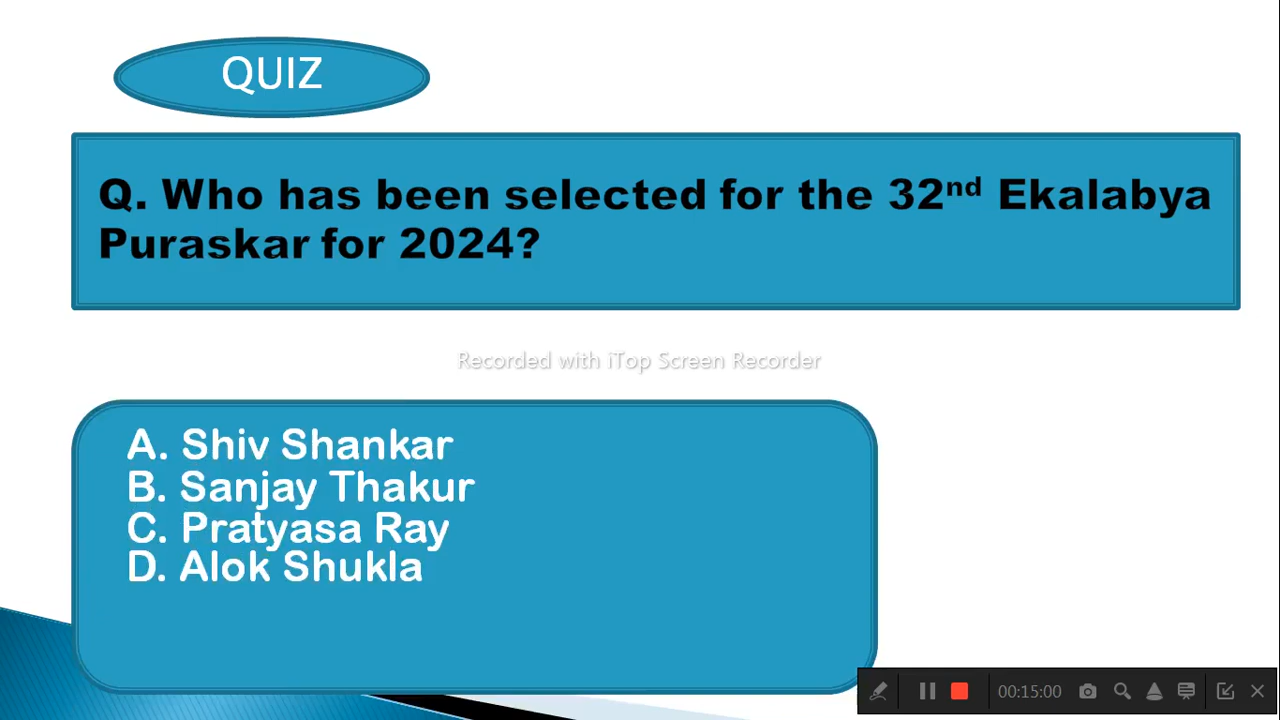 QUIZ
Q. Who has been selected for the 32nd Ekalabya
Puraskar for 2024?
Recorded with iTop Screen Recorder
A. Shiv Shankar
B. Sanjay Thakur
C. Pratyasa Ray
D. Alok Shukla
00:15:00